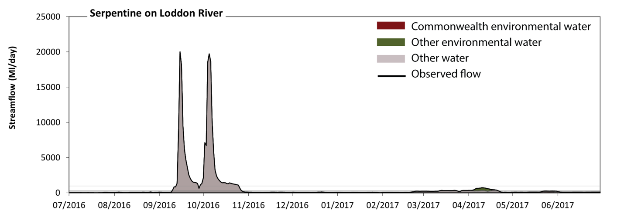 Serpentine on Loddon River
Streamflow (Ml/day)
25000
20000
15000
10000
5000
0
07/2016 08/2016 09/2016 10/2016 11/2016 12/2016 01/2017 02/2017 03/2017 04/2017 05/2017 06/2017
Commonwealth environmental water
Other environmental water
Other water
Observed flow